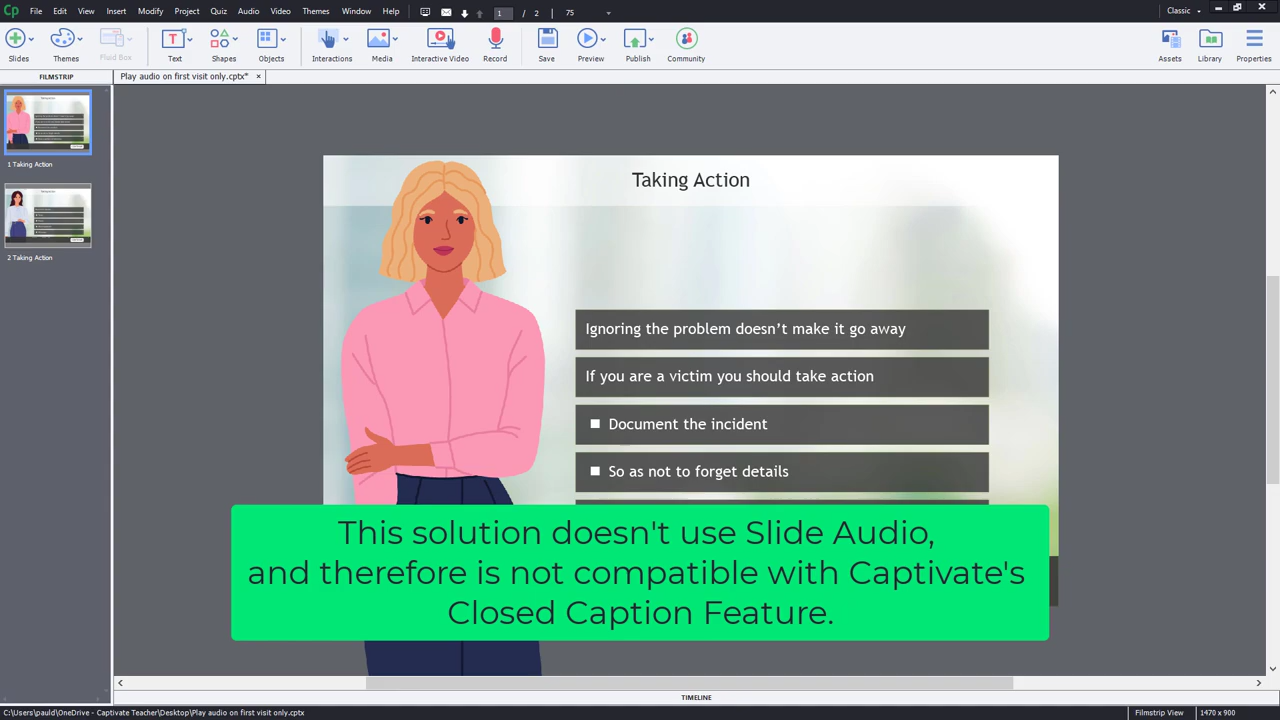 Cp File Edit View Insert Modify Project Quiz Audio Video Themes Window Help 1 / 2 75 Classic
Slides Themes Fluid Box Text Shapes Objects Interactions Media Interactive Video Record Save Preview Publish Community Assets Library Properties
FILMSTRIP
Play audio on first visit only.cptx*
1 Taking Action
2 Taking Action
Taking Action
Ignoring the problem doesn’t make it go away
If you are a victim you should take action
Document the incident
So as not to forget details
This solution doesn't use Slide Audio,
and therefore is not compatible with Captivate's
Closed Caption Feature.
TIMELINE
C:\Users\pauld\OneDrive - Captivate Teacher\Desktop\Play audio on first visit only.cptx Filmstrip View 1470 x 900